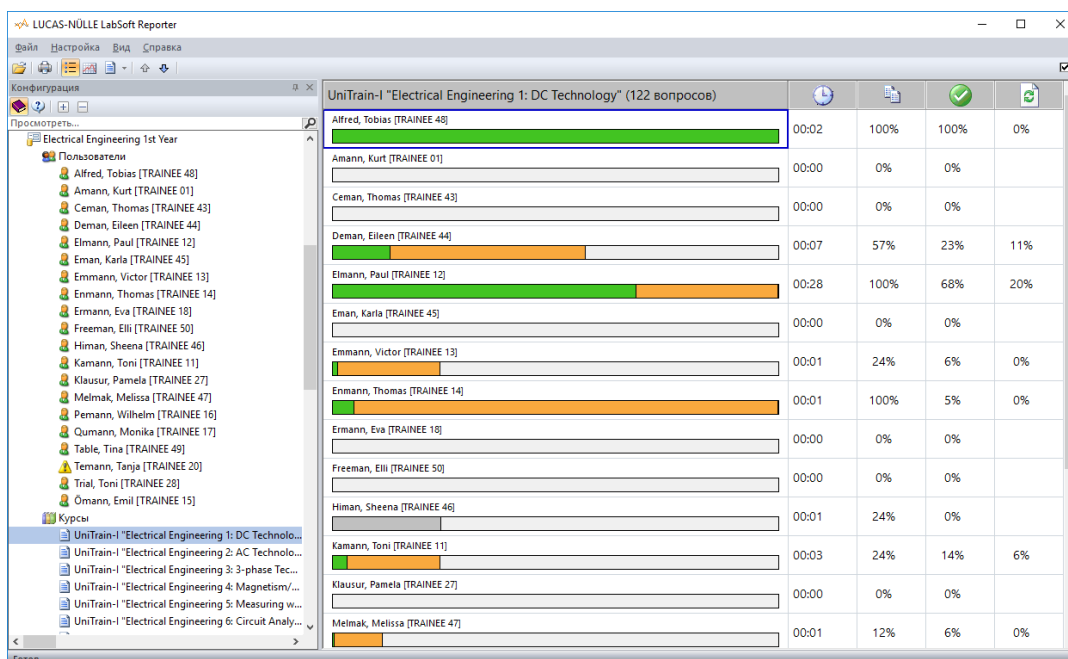 LUCAS-NÜLLE LabSoft Reporter
Файл Настройка Вид Справка
Конфигурация
Просмотреть...
Electrical Engineering 1st Year
Пользователи
Alfred, Tobias [TRAINEE 48]
Amann, Kurt [TRAINEE 01]
Ceman, Thomas [TRAINEE 43]
Deman, Eileen [TRAINEE 44]
Elmann, Paul [TRAINEE 12]
Eman, Karla [TRAINEE 45]
Emmann, Victor [TRAINEE 13]
Enmann, Thomas [TRAINEE 14]
Ermann, Eva [TRAINEE 18]
Freeman, Elli [TRAINEE 50]
Himan, Sheena [TRAINEE 46]
Kamann, Toni [TRAINEE 11]
Klausur, Pamela [TRAINEE 27]
Melmak, Melissa [TRAINEE 47]
Pemann, Wilhelm [TRAINEE 16]
Qumann, Monika [TRAINEE 17]
Table, Tina [TRAINEE 49]
Temann, Tanja [TRAINEE 20]
Trial, Toni [TRAINEE 28]
Ömann, Emil [TRAINEE 15]
Курсы
UniTrain-I "Electrical Engineering 1: DC Technolo...
UniTrain-I "Electrical Engineering 2: AC Technolo...
UniTrain-I "Electrical Engineering 3: 3-phase Tec...
UniTrain-I "Electrical Engineering 4: Magnetism/...
UniTrain-I "Electrical Engineering 5: Measuring w...
UniTrain-I "Electrical Engineering 6: Circuit Analy...
UniTrain-I "Electrical Engineering 1: DC Technology" (122 вопросов)
Alfred, Tobias [TRAINEE 48]
00:02 100% 100% 0%
Amann, Kurt [TRAINEE 01]
00:00 0% 0%
Ceman, Thomas [TRAINEE 43]
00:00 0% 0%
Deman, Eileen [TRAINEE 44]
00:07 57% 23% 11%
Elmann, Paul [TRAINEE 12]
00:28 100% 68% 20%
Eman, Karla [TRAINEE 45]
00:00 0% 0%
Emmann, Victor [TRAINEE 13]
00:01 24% 6% 0%
Enmann, Thomas [TRAINEE 14]
00:01 100% 5% 0%
Ermann, Eva [TRAINEE 18]
00:00 0% 0%
Freeman, Elli [TRAINEE 50]
00:00 0% 0%
Himan, Sheena [TRAINEE 46]
00:01 24% 0%
Kamann, Toni [TRAINEE 11]
00:03 24% 14% 6%
Klausur, Pamela [TRAINEE 27]
00:00 0% 0%
Melmak, Melissa [TRAINEE 47]
00:01 12% 6% 0%